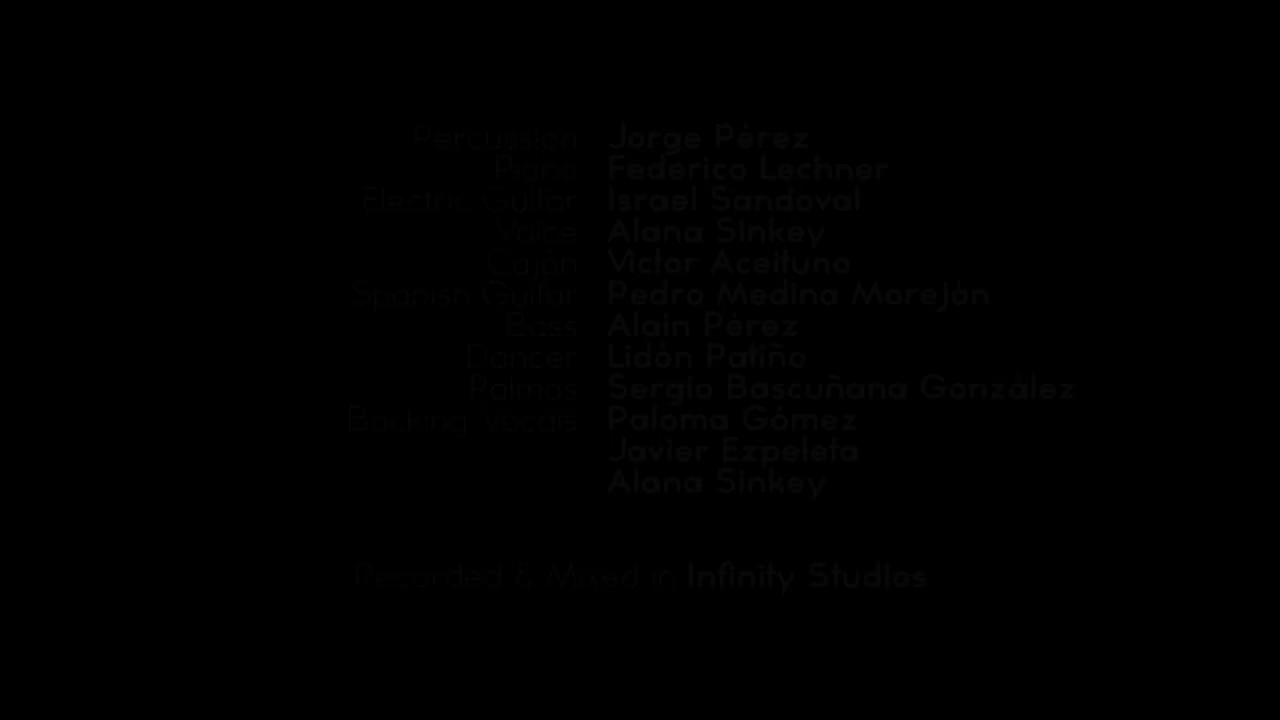 Percussion Jorge Pérez
Piano Federico Lechner
Electric Guitar Israel Sandoval
Voice Alana Sinkey
Cajón Víctor Aceituno
Spanish Guitar Pedro Medina Morejón
Bass Alain Pérez
Dancer Lidón Patiño
Palmas Sergio Bascuñana González
Backing Vocals Paloma Gómez
Javier Ezpeleta
Alana Sinkey
Recorded & Mixed in Infinity Studios